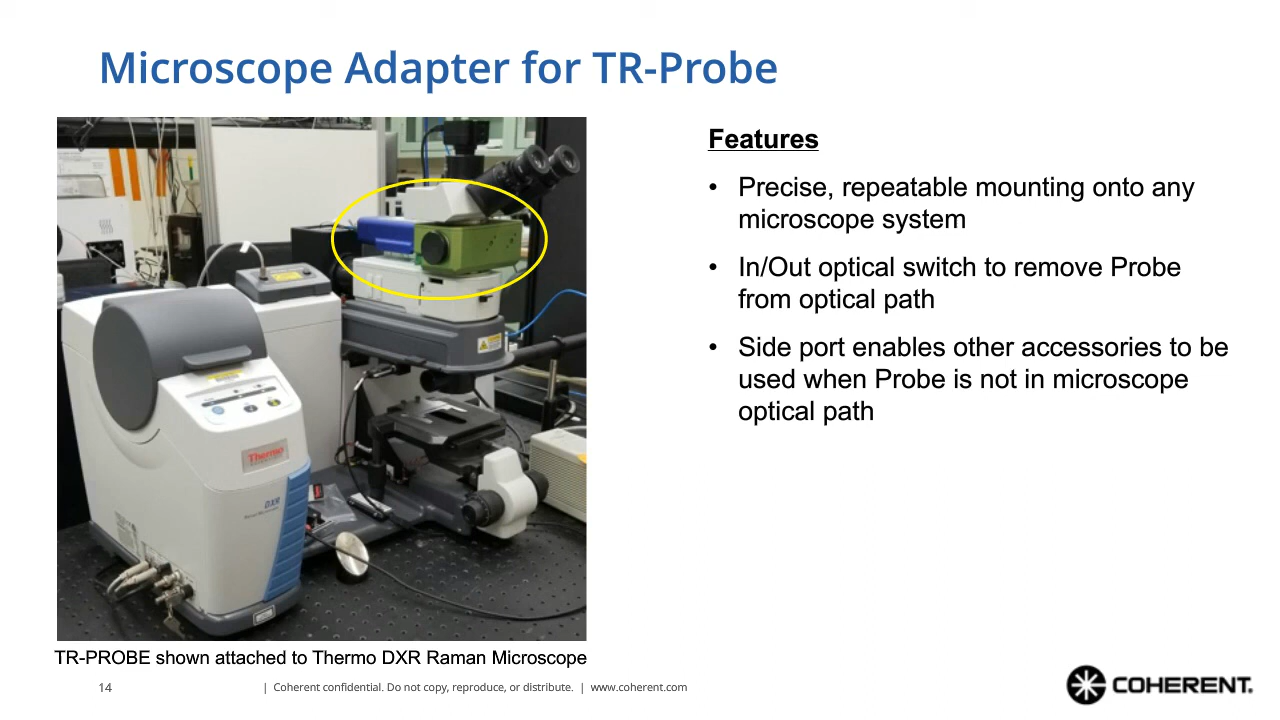 Microscope Adapter for TR-Probe
Features
• Precise, repeatable mounting onto any
microscope system
• In/Out optical switch to remove Probe
from optical path
• Side port enables other accessories to be
used when Probe is not in microscope
optical path
Thermo
DXR
TR-PROBE shown attached to Thermo DXR Raman Microscope
14
| Coherent confidential. Do not copy, reproduce, or distribute. | www.coherent.com
COHERENT.